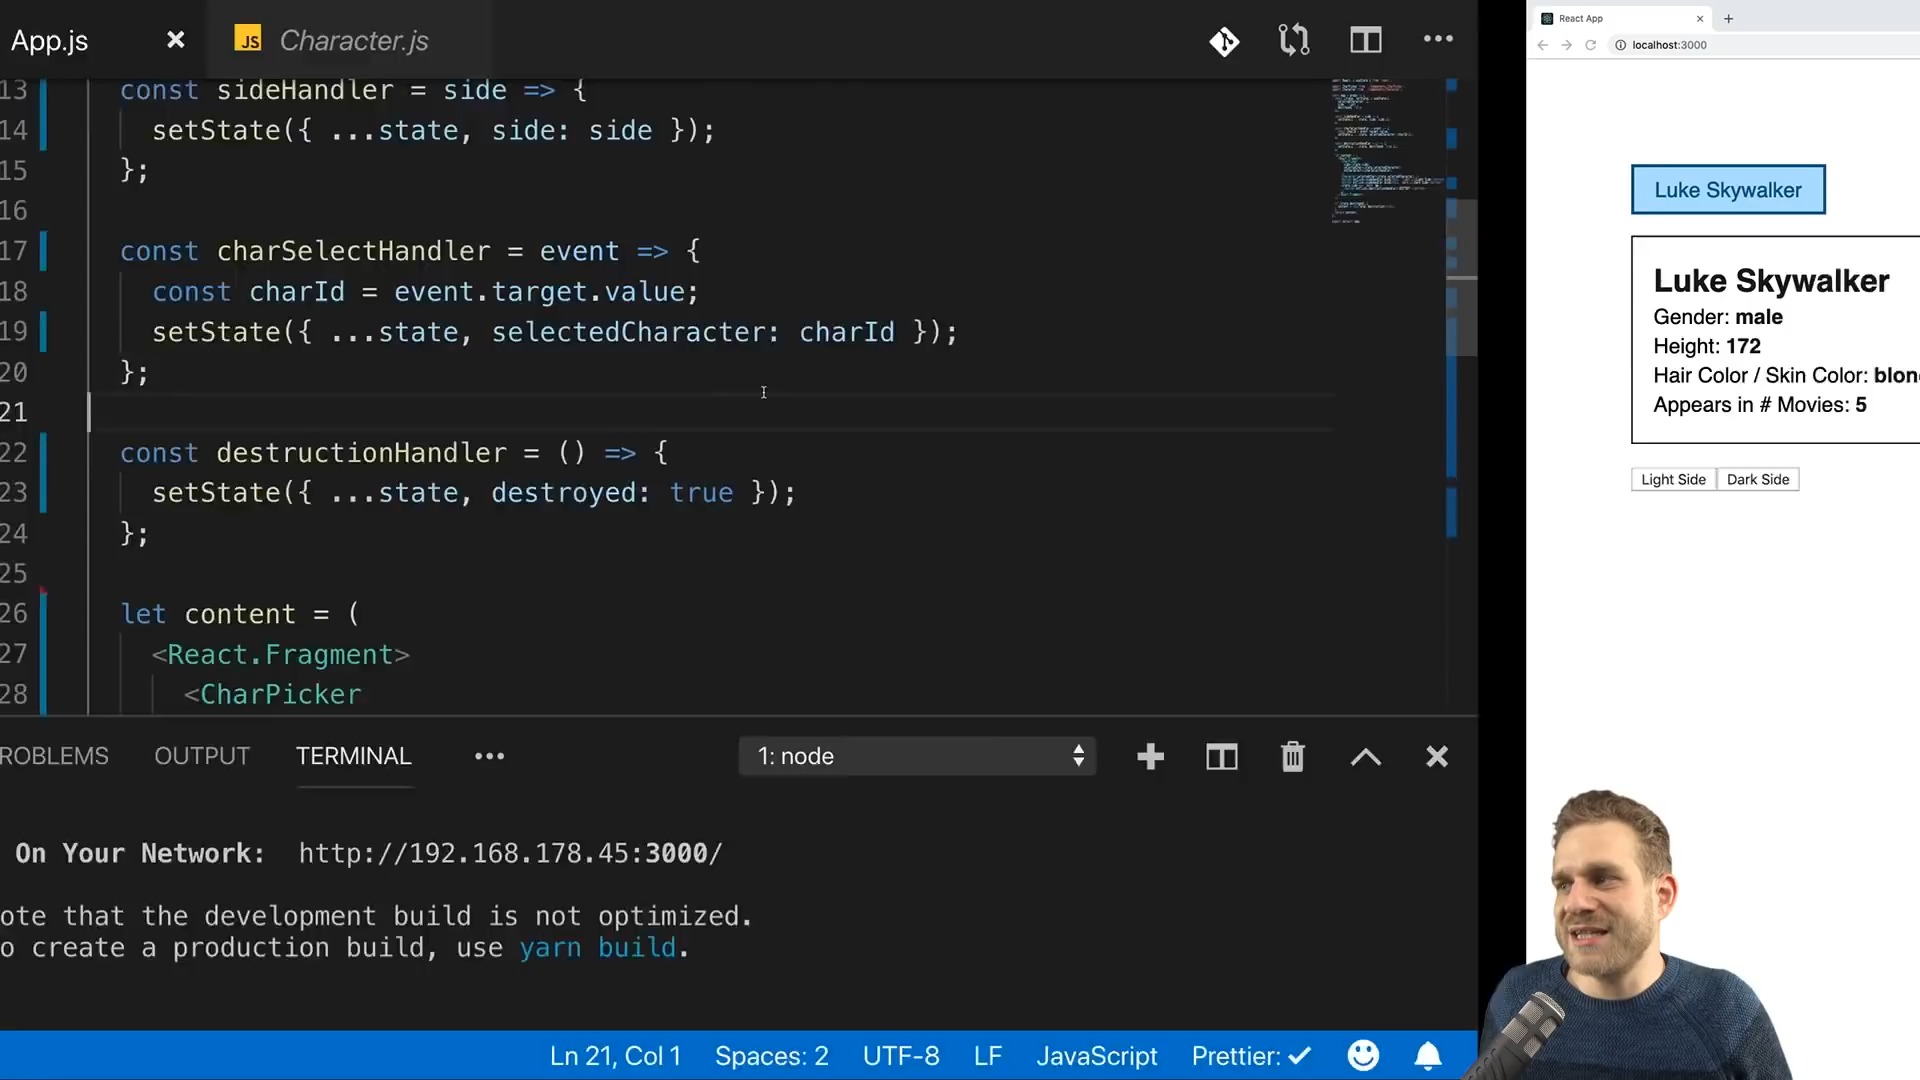 App.js
JS Character.js
13 const sideHandler = side => {
14 setState({ ...state, side: side });
15 };
16
17 const charSelectHandler = event => {
18 const charId = event.target.value;
19 setState({ ...state, selectedCharacter: charId });
20 };
21
22 const destructionHandler = () => {
23 setState({ ...state, destroyed: true });
24 };
25
26 let content = (
27 <React.Fragment>
28 <CharPicker
ROBLEMS OUTPUT TERMINAL
1: node
On Your Network: http://192.168.178.45:3000/
ote that the development build is not optimized.
o create a production build, use yarn build.
Ln 21, Col 1 Spaces: 2 UTF-8 LF JavaScript Prettier:
React App
localhost:3000
Luke Skywalker
Luke Skywalker
Gender: male
Height: 172
Hair Color / Skin Color: blon
Appears in # Movies: 5
Light Side Dark Side